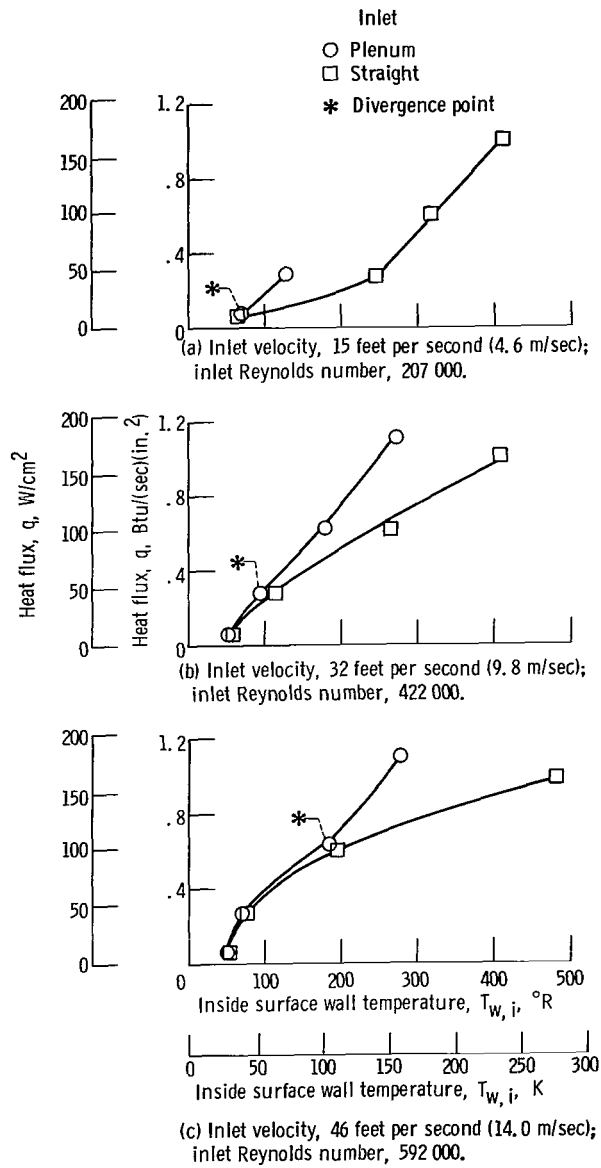 Inlet
Plenum
Straight
* Divergence point
200
150
100
50
0
1.2
.8
.4
0
*
(a) Inlet velocity, 15 feet per second (4.6 m/sec);
inlet Reynolds number, 207 000.
Heat flux, q, W/cm2
Heat flux, q, Btu/(sec)(in.2)
200
150
100
50
0
1.2
.8
.4
0
*
(b) Inlet velocity, 32 feet per second (9.8 m/sec);
inlet Reynolds number, 422 000.
200
150
100
50
0
1.2
.8
.4
*
0 100 200 300 400 500
Inside surface wall temperature, Tw, i, °R
0 50 100 150 200 250 300
Inside surface wall temperature, Tw, i, K
(c) Inlet velocity, 46 feet per second (14.0 m/sec);
inlet Reynolds number, 592 000.